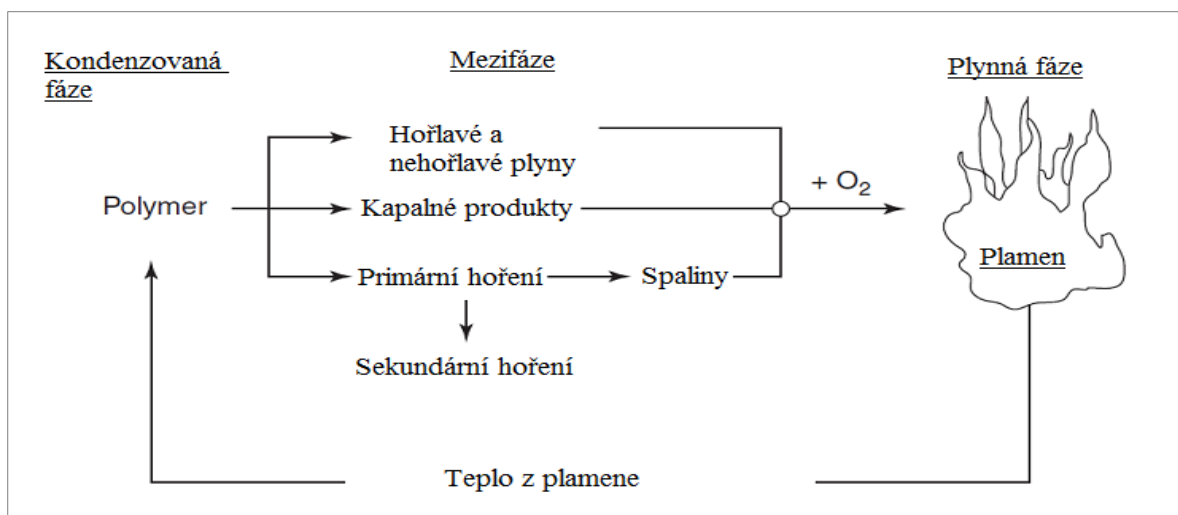 Kondenzovaná
fáze
Mezifáze
Plynná fáze
Hořlavé a
nehořlavé plyny
+ O₂
Polymer
Kapalné produkty
Plamen
Primární hoření
Spaliny
Sekundární hoření
Teplo z plamene